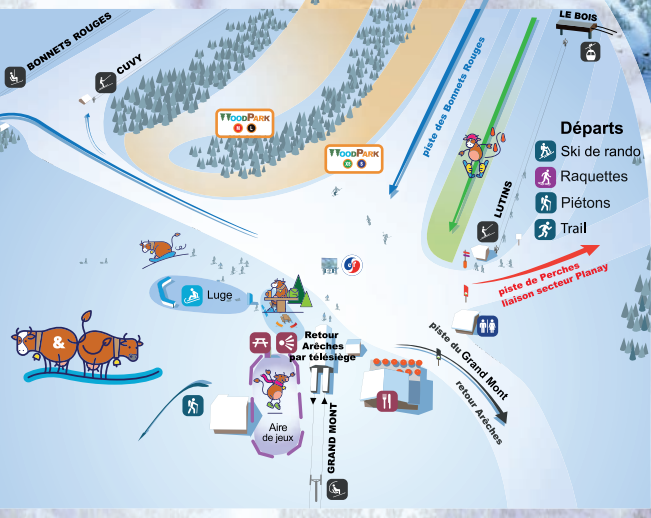 LE BOIS
BONNETS ROUGES
CUVY
WOODPARK
M L
WOODPARK
XS S
piste des Bonnets Rouges
LUTINS
Départs
Ski de rando
Raquettes
Piétons
Trail
piste de Perches
liaison secteur Planay
Luge
&
Retour
Arêches
par télésiège
piste du Grand Mont
retour Arêches
Aire
de jeux
GRAND MONT